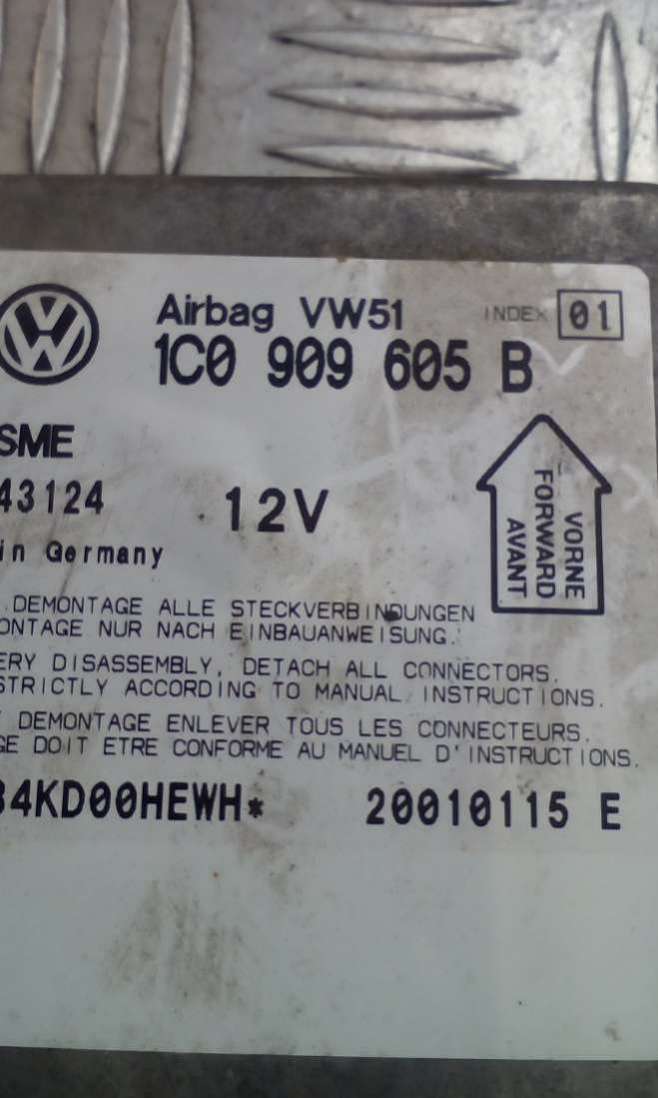 Airbag VW51 INDEX 01
1C0 909 605 B
SME
43124 12V
in Germany
VORNE
FORWARD
AVANT
DEMONTAGE ALLE STECKVERBINDUNGEN
ONTAGE NUR NACH EINBAUANWEISUNG.
ERY DISASSEMBLY, DETACH ALL CONNECTORS.
STRICTLY ACCORDING TO MANUAL INSTRUCTIONS.
DEMONTAGE ENLEVER TOUS LES CONNECTEURS.
GE DOIT ETRE CONFORME AU MANUEL D'INSTRUCTIONS.
84KD00HEWH* 20010115 E